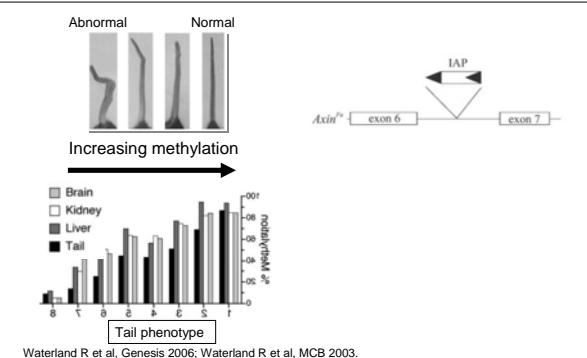 Abnormal
Normal
IAP
Axin^Fu
exon 6
exon 7
Increasing methylation
Brain
Kidney
Liver
Tail
100
80
60
40
20
0
% Methylation
8 7 6 5 4 3 2 1
Tail phenotype
Waterland R et al, Genesis 2006; Waterland R et al, MCB 2003.